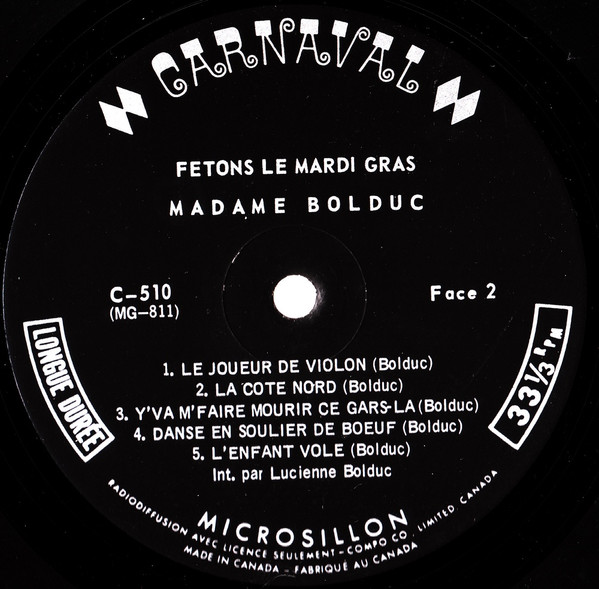 CARNAVAL
FETONS LE MARDI GRAS
MADAME BOLDUC
C-510
(MG-811)
Face 2
LONGUE DURÉE
33 1/3 RPM
1. LE JOUEUR DE VIOLON (Bolduc)
2. LA COTE NORD (Bolduc)
3. Y'VA M'FAIRE MOURIR CE GARS-LA (Bolduc)
4. DANSE EN SOULIER DE BOEUF (Bolduc)
5. L'ENFANT VOLE (Bolduc)
Int. par Lucienne Bolduc
MICROSILLON
RADIODIFFUSION AVEC LICENCE SEULEMENT - COMPO CO. LIMITED. CANADA
MADE IN CANADA - FABRIQUÉ AU CANADA